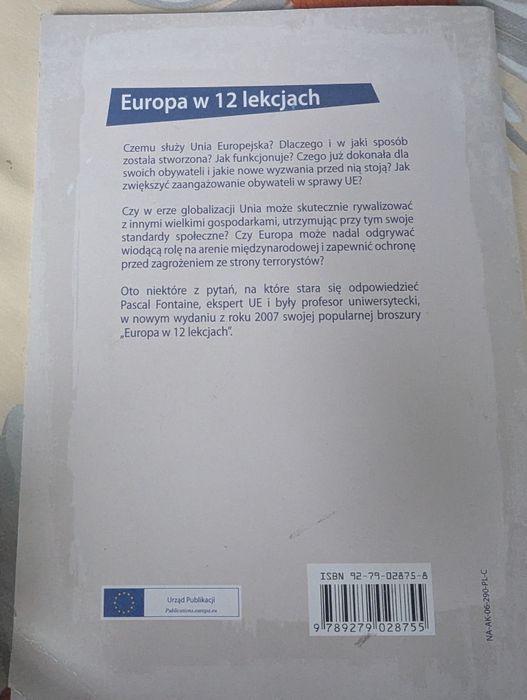 Europa w 12 lekcjach
Czemu służy Unia Europejska? Dlaczego i w jaki sposób
została stworzona? Jak funkcjonuje? Czego już dokonała dla
swoich obywateli i jakie nowe wyzwania przed nią stoją? Jak
zwiększyć zaangażowanie obywateli w sprawy UE?
Czy w erze globalizacji Unia może skutecznie rywalizować
z innymi wielkimi gospodarkami, utrzymując przy tym swoje
standardy społeczne? Czy Europa może nadal odgrywać
wiodącą rolę na arenie międzynarodowej i zapewnić ochronę
przed zagrożeniem ze strony terrorystów?
Oto niektóre z pytań, na które stara się odpowiedzieć
Pascal Fontaine, ekspert UE i były profesor uniwersytecki,
w nowym wydaniu z roku 2007 swojej popularnej broszury
„Europa w 12 lekcjach”.
ISBN 92-79-02875-8
9 789279 028755
NA-AK-06-290-PL-C
Urząd Publikacji
Publications.europa.eu